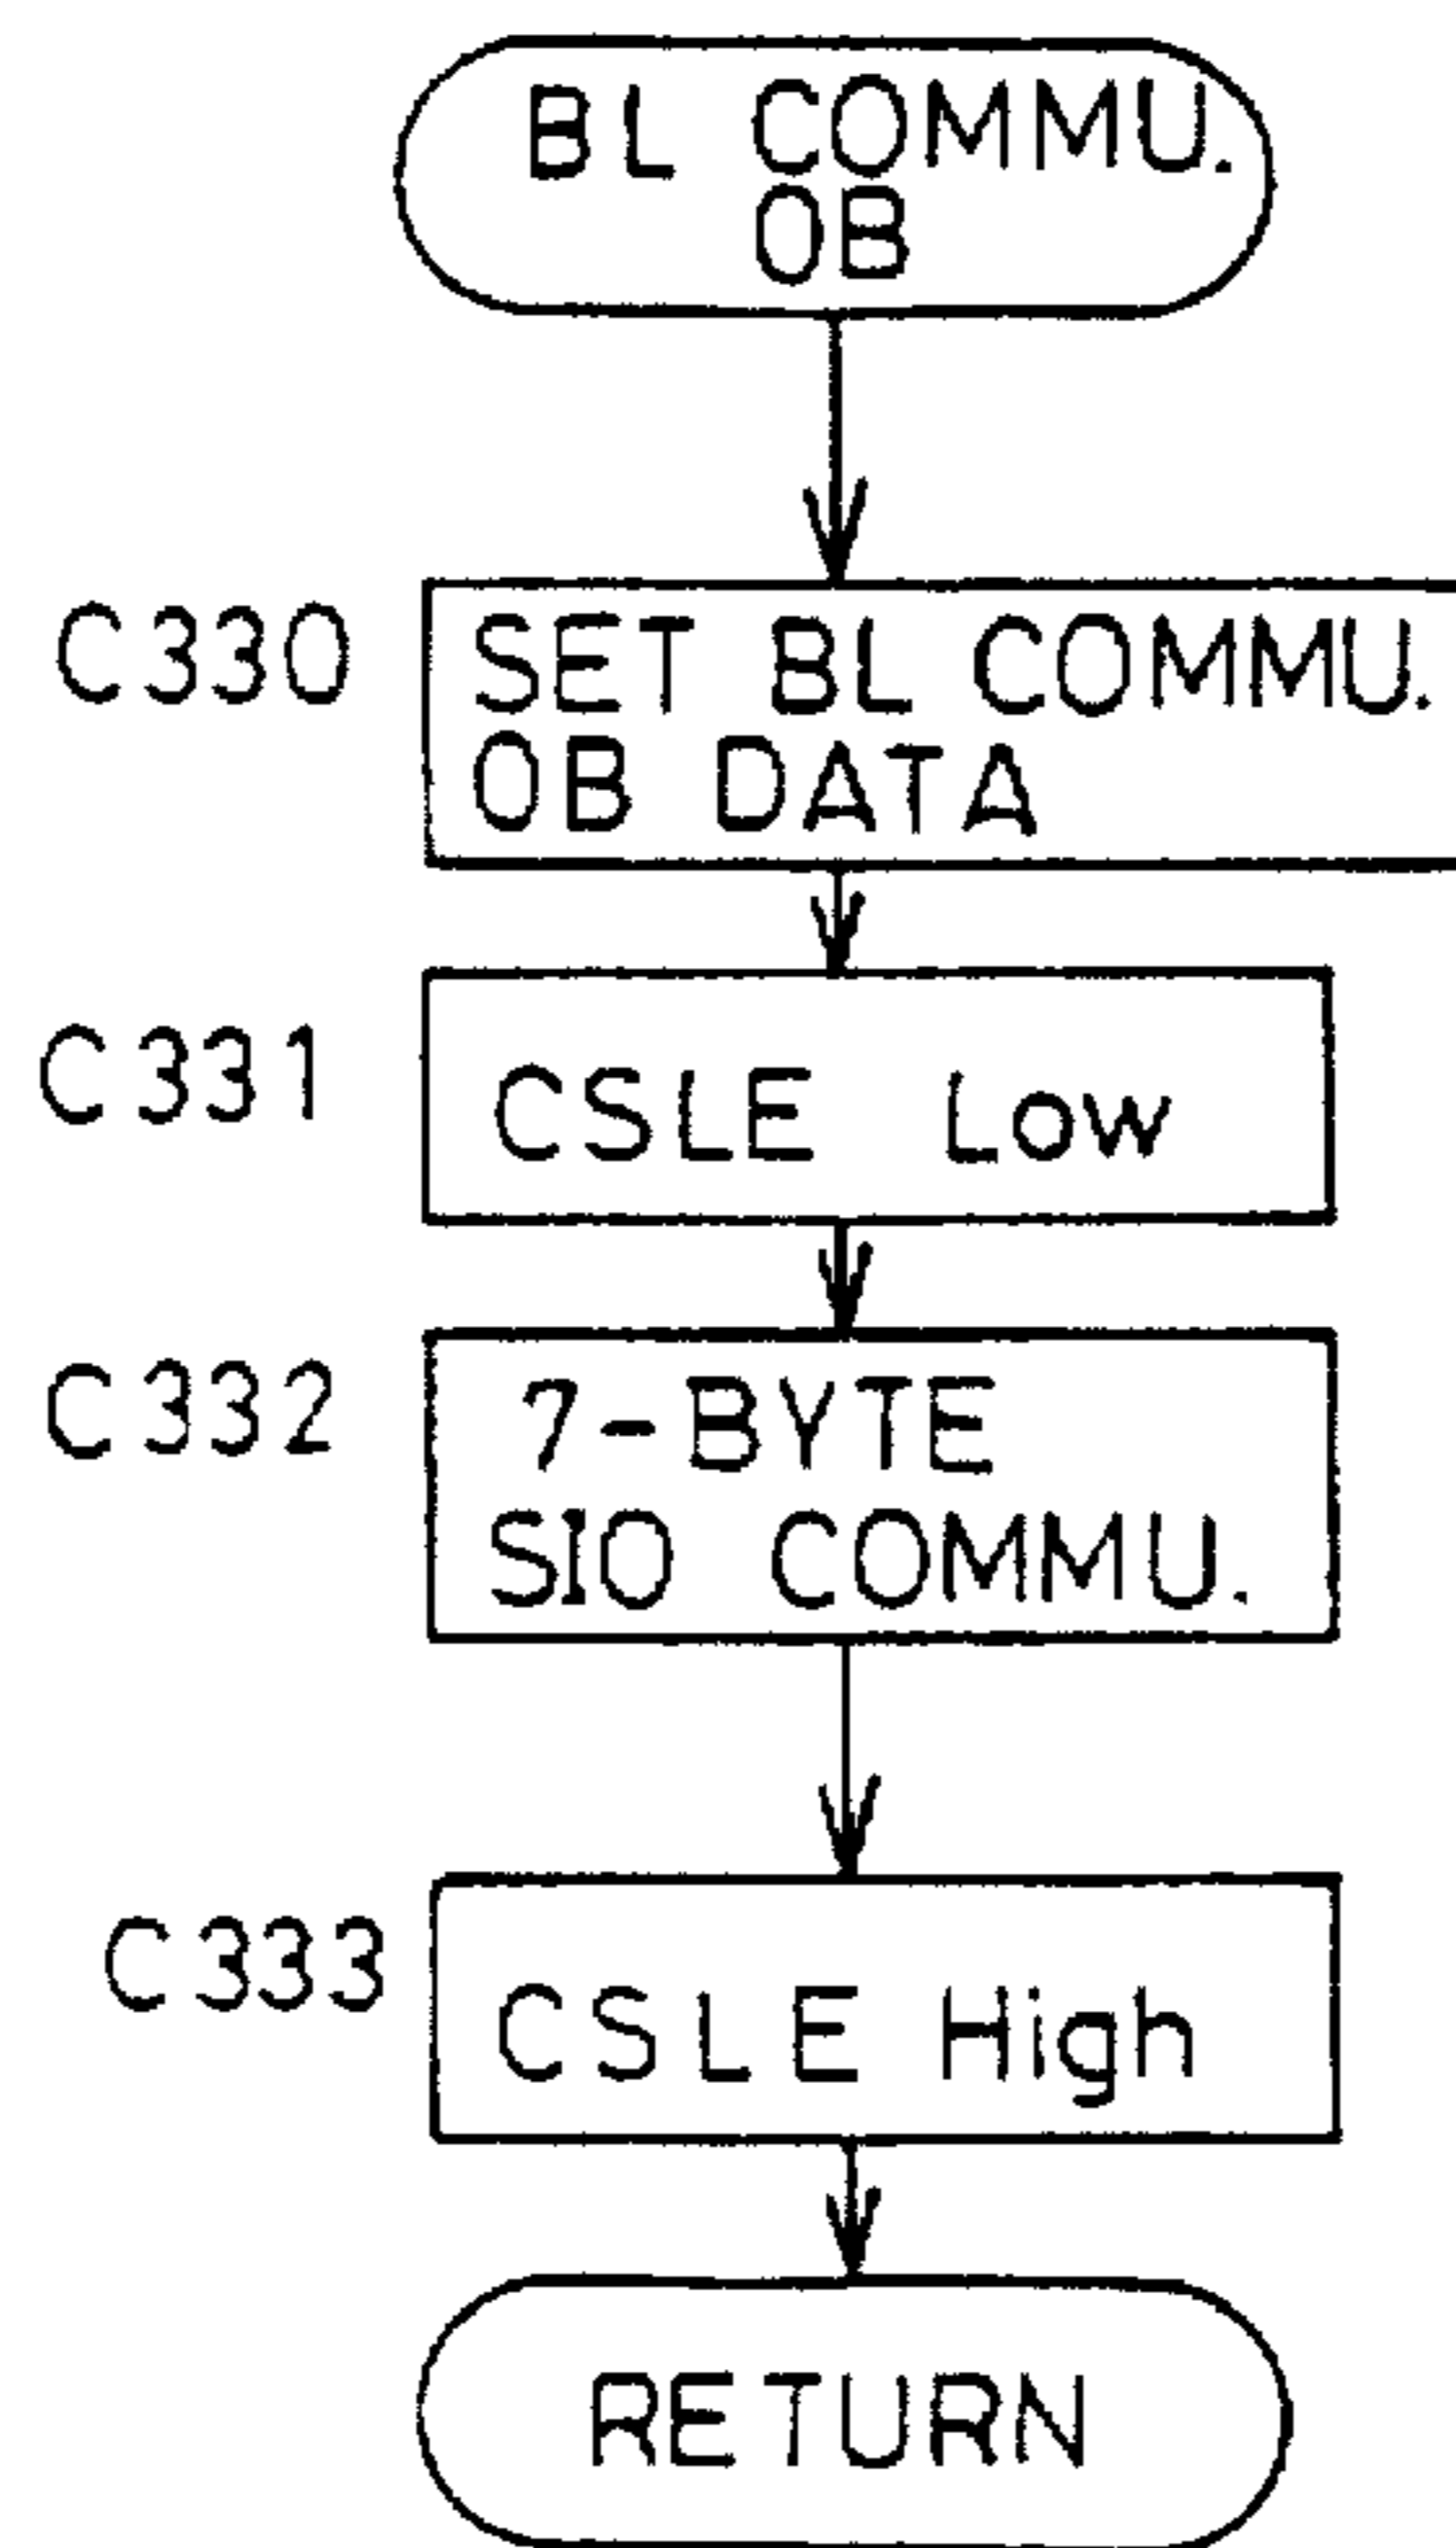 BL COMMU.
OB
C330
SET BL COMMU.
OB DATA
C331
CSLE Low
C332
7-BYTE
SIO COMMU.
C333
CSLE High
RETURN